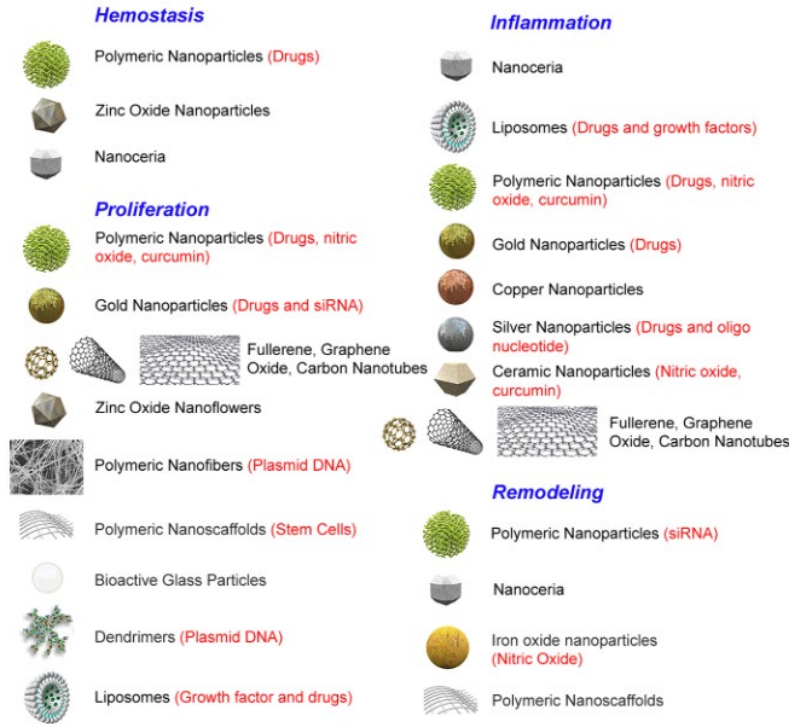 Hemostasis
Polymeric Nanoparticles (Drugs)
Zinc Oxide Nanoparticles
Nanoceria
Proliferation
Polymeric Nanoparticles (Drugs, nitric
oxide, curcumin)
Gold Nanoparticles (Drugs and siRNA)
Fullerene, Graphene
Oxide, Carbon Nanotubes
Zinc Oxide Nanoflowers
Polymeric Nanofibers (Plasmid DNA)
Polymeric Nanoscaffolds (Stem Cells)
Bioactive Glass Particles
Dendrimers (Plasmid DNA)
Liposomes (Growth factor and drugs)
Inflammation
Nanoceria
Liposomes (Drugs and growth factors)
Polymeric Nanoparticles (Drugs, nitric
oxide, curcumin)
Gold Nanoparticles (Drugs)
Copper Nanoparticles
Silver Nanoparticles (Drugs and oligo
nucleotide)
Ceramic Nanoparticles (Nitric oxide,
curcumin)
Fullerene, Graphene
Oxide, Carbon Nanotubes
Remodeling
Polymeric Nanoparticles (siRNA)
Nanoceria
Iron oxide nanoparticles
(Nitric Oxide)
Polymeric Nanoscaffolds